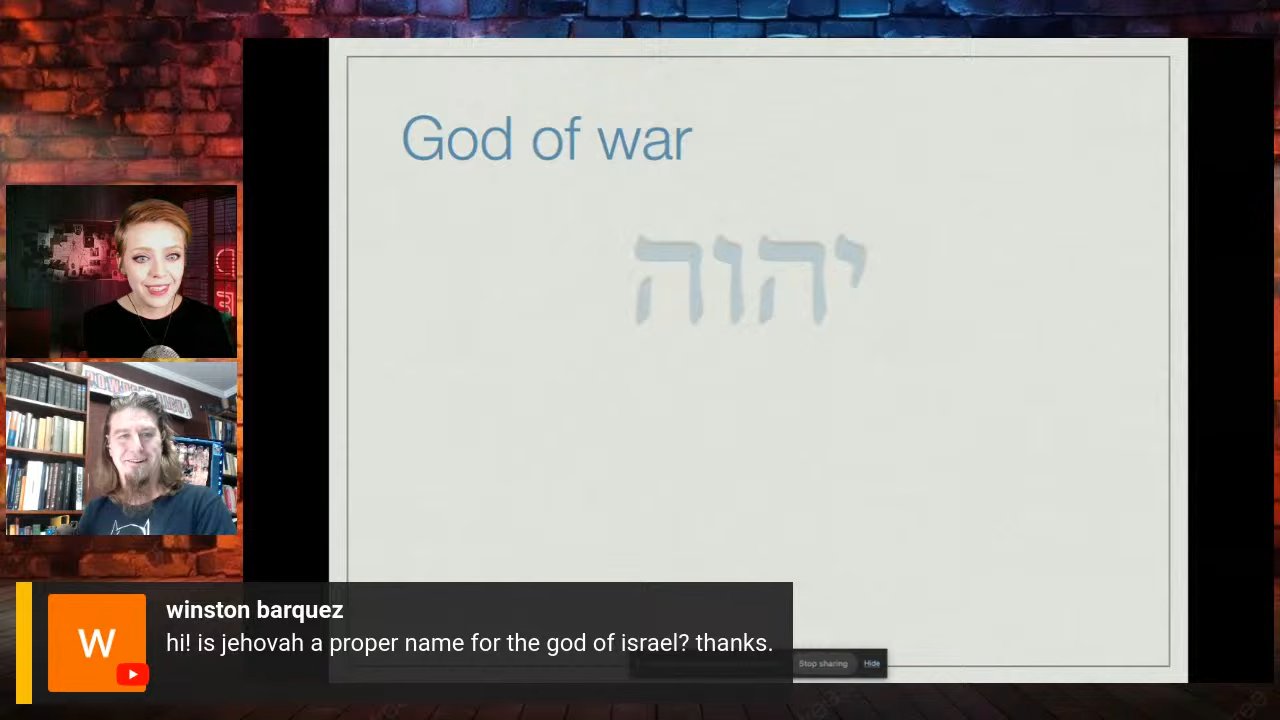 God of war
יהוה
W
winston barquez
hi! is jehovah a proper name for the god of israel? thanks.
Stop sharing
Hide